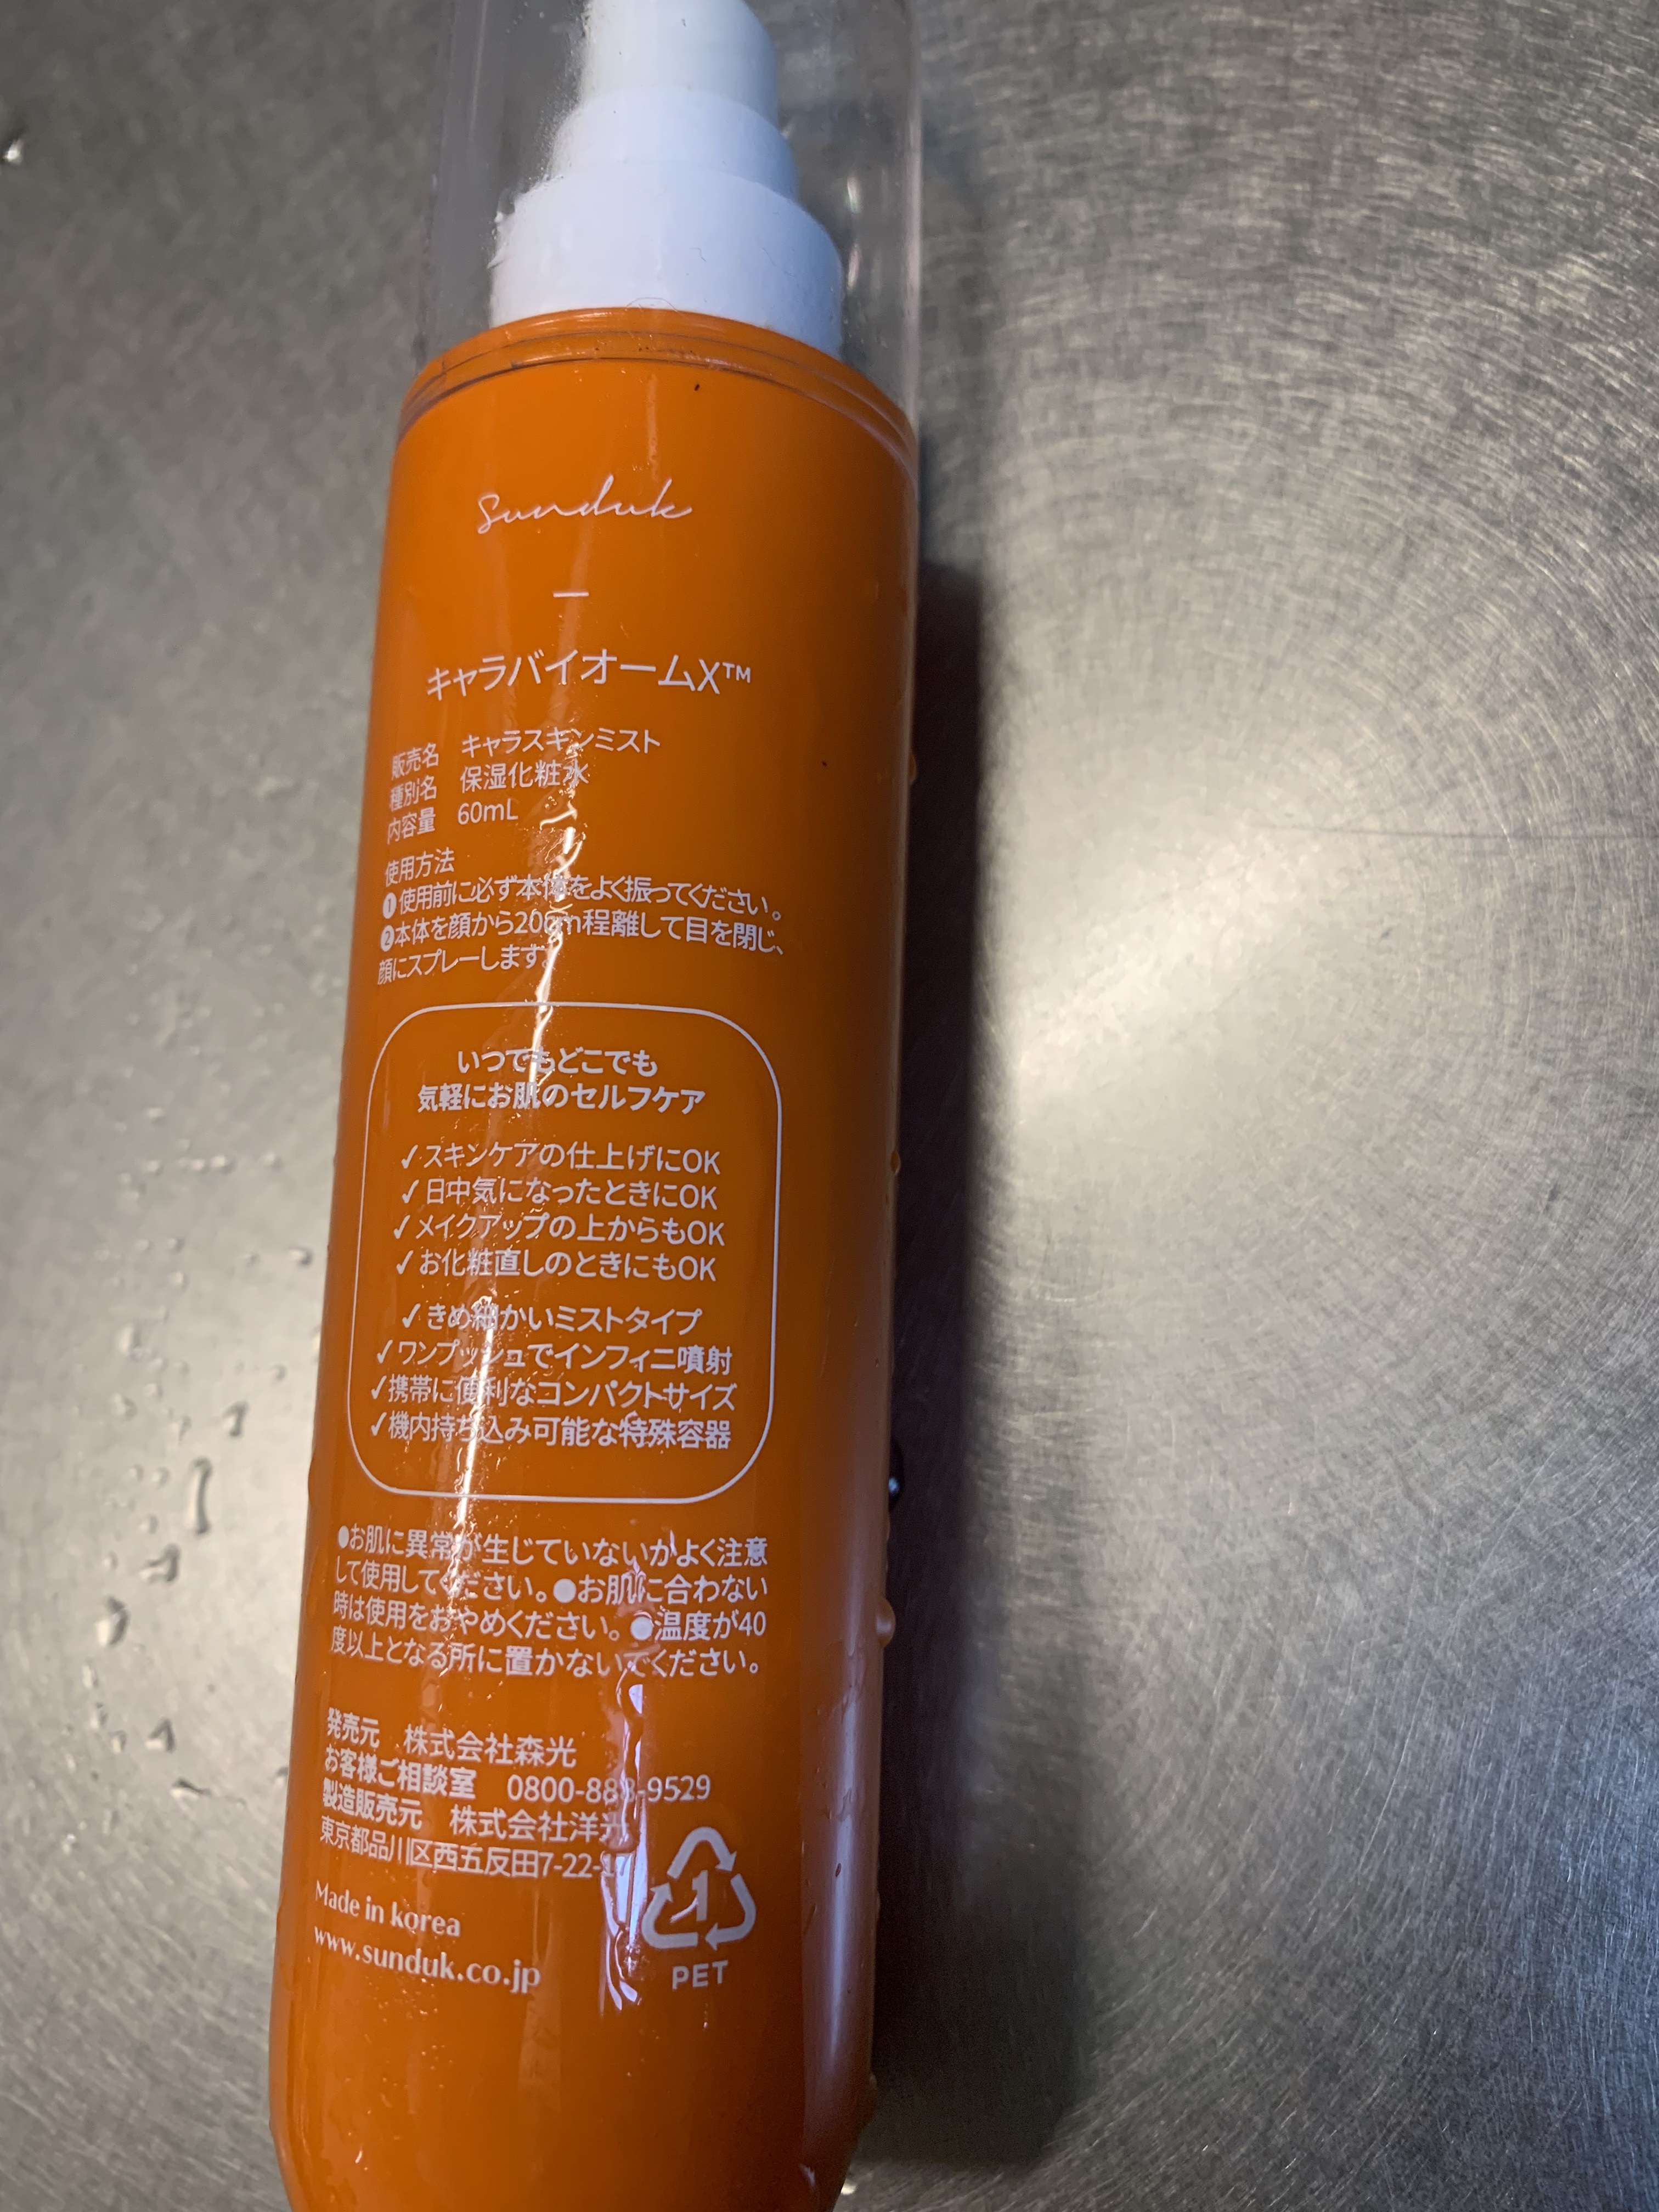 sunduk
キャラバイオームX™
販売名 キャラスキンミスト
種別名 保湿化粧水
内容量 60mL
使用方法
❶使用前に必ず本体をよく振ってください。
❷本体を顔から20cm程離して目を閉じ、
顔にスプレーします。
いつでもどこでも
気軽にお肌のセルフケア
✓スキンケアの仕上げにOK
✓日中気になったときにOK
✓メイクアップの上からもOK
✓お化粧直しのときにもOK
✓きめ細かいミストタイプ
✓ワンプッシュでインフィニ噴射
✓携帯に便利なコンパクトサイズ
✓機内持ち込み可能な特殊容器
●お肌に異常が生じていないかよく注意
して使用してください。●お肌に合わない
時は使用をおやめください。●温度が40
度以上となる所に置かないでください。
発売元 株式会社森光
お客様ご相談室 0800-888-9529
製造販売元 株式会社洋光
東京都品川区西五反田7-22-
Made in korea
www.sunduk.co.jp
1
PET